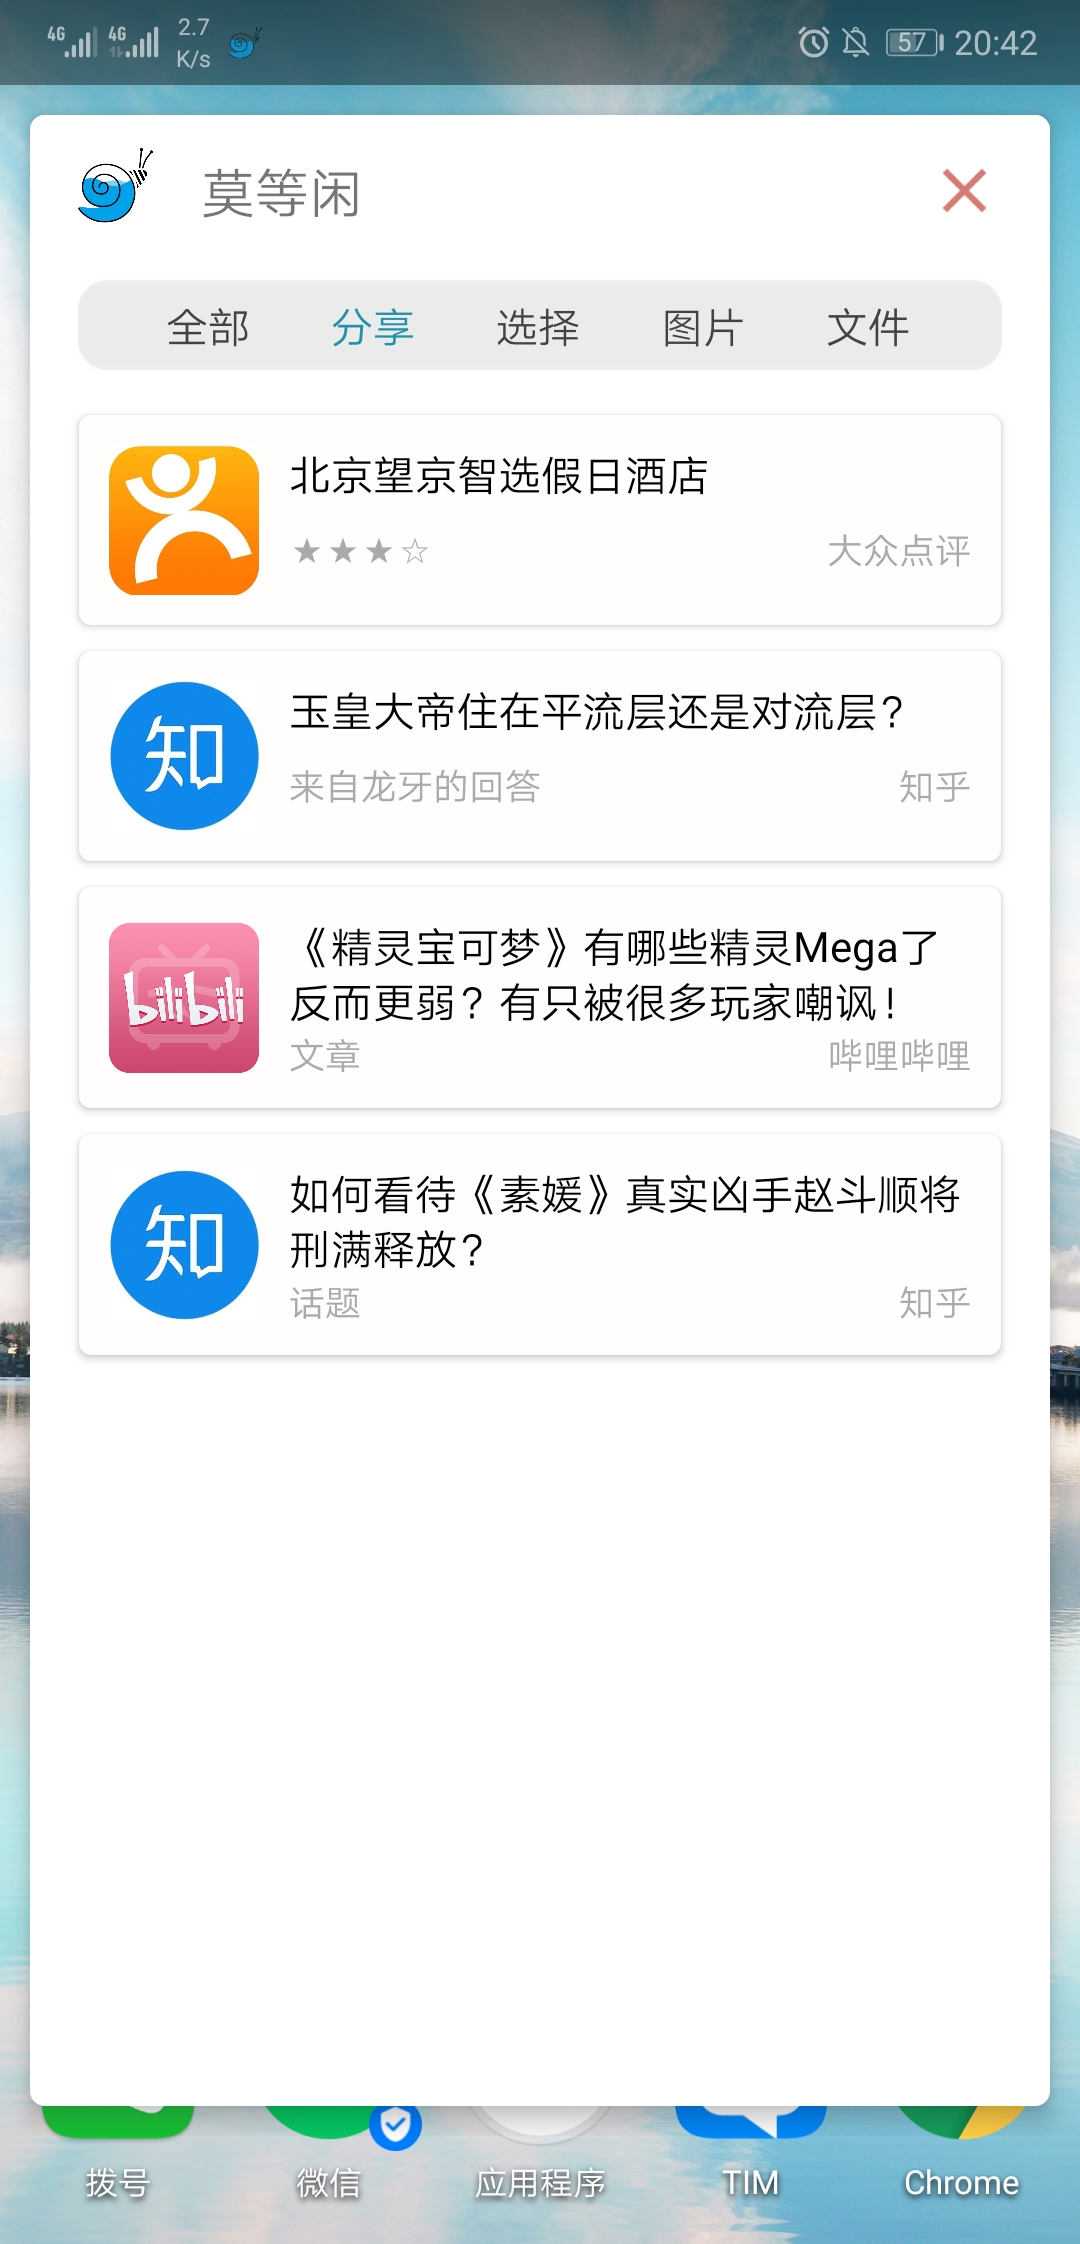 4G 4G 2.7 K/s 57 20:42
莫等闲
全部 分享 选择 图片 文件
北京望京智选假日酒店
★★★☆ 大众点评
知
玉皇大帝住在平流层还是对流层？
来自龙牙的回答 知乎
bilibili
《精灵宝可梦》有哪些精灵Mega了
反而更弱？有只被很多玩家嘲讽！
文章 哔哩哔哩
知
如何看待《素媛》真实凶手赵斗顺将
刑满释放？
话题 知乎
拨号 微信 应用程序 TIM Chrome